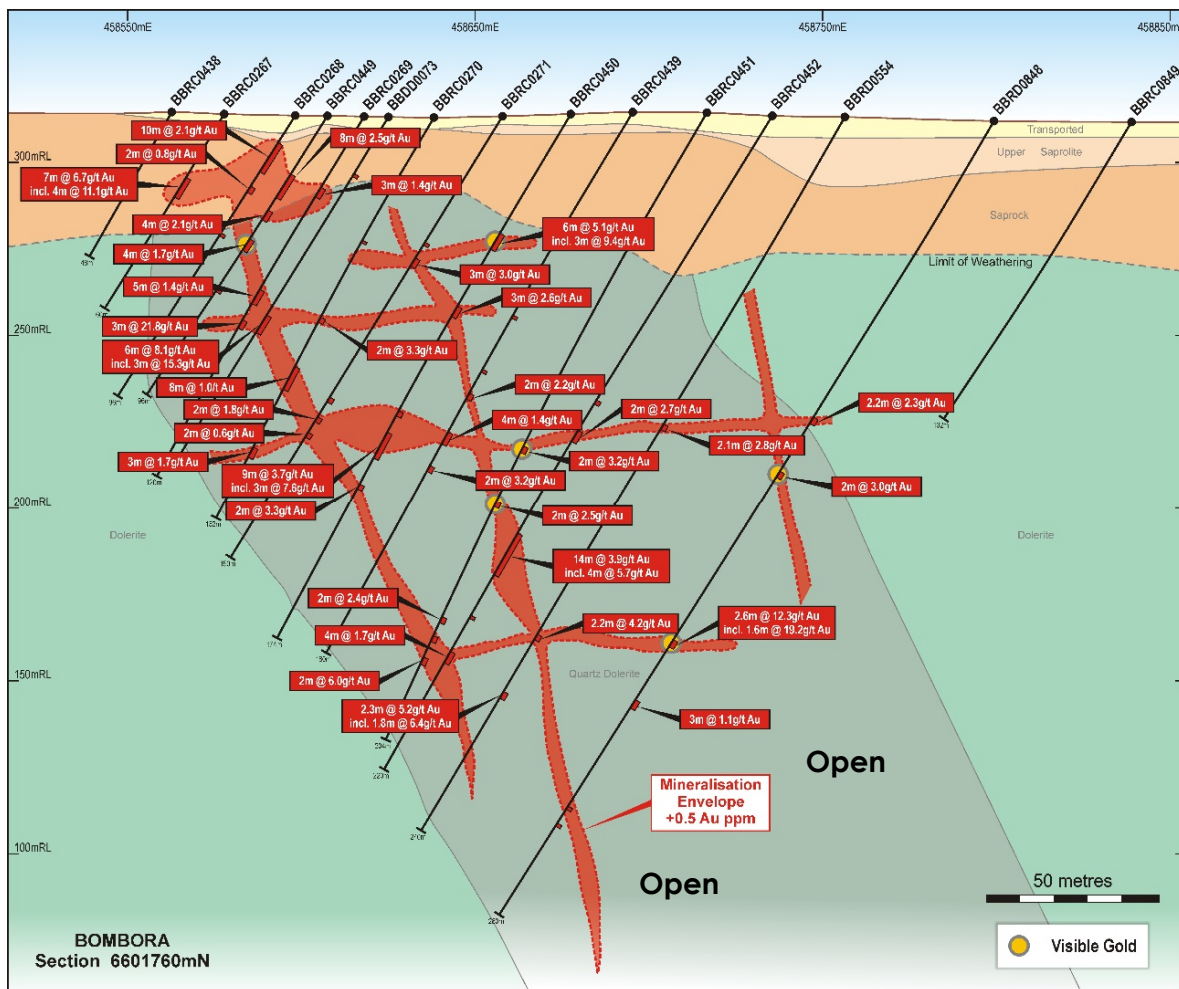 458550mE
458650mE
458750mE
458850mE
BBRC0438
BBRC0267
BBRC0268
BBRC0449
BBRC0269
BBDD0073
BBRC0270
BBRC0271
BBRC0450
BBRC0439
BBRC0451
BBRC0452
BBRD0554
BBRD0848
BBRC0849
Transported
Upper Saprolite
Saprock
Limit of Weathering
300mRL
250mRL
200mRL
150mRL
100mRL
10m @ 2.1g/t Au
8m @ 2.5g/t Au
2m @ 0.8g/t Au
7m @ 6.7g/t Au
incl. 4m @ 11.1g/t Au
3m @ 1.4g/t Au
4m @ 2.1g/t Au
6m @ 5.1g/t Au
incl. 3m @ 9.4g/t Au
4m @ 1.7g/t Au
3m @ 3.0g/t Au
5m @ 1.4g/t Au
3m @ 2.6g/t Au
3m @ 21.8g/t Au
6m @ 8.1g/t Au
incl. 3m @ 15.3g/t Au
2m @ 3.3g/t Au
8m @ 1.0/t Au
2m @ 2.2g/t Au
2m @ 1.8g/t Au
4m @ 1.4g/t Au
2m @ 2.7g/t Au
2.2m @ 2.3g/t Au
2m @ 0.6g/t Au
2.1m @ 2.8g/t Au
3m @ 1.7g/t Au
2m @ 3.2g/t Au
9m @ 3.7g/t Au
incl. 3m @ 7.6g/t Au
2m @ 3.2g/t Au
2m @ 3.0g/t Au
2m @ 3.3g/t Au
2m @ 2.5g/t Au
Dolerite
Dolerite
14m @ 3.9g/t Au
incl. 4m @ 5.7g/t Au
2m @ 2.4g/t Au
2.2m @ 4.2g/t Au
2.6m @ 12.3g/t Au
incl. 1.6m @ 19.2g/t Au
4m @ 1.7g/t Au
2m @ 6.0g/t Au
Quartz Dolerite
2.3m @ 5.2g/t Au
incl. 1.8m @ 6.4g/t Au
3m @ 1.1g/t Au
120m
150m
240m
Open
Mineralisation
Envelope
+0.5 Au ppm
Open
50 metres
Visible Gold
BOMBORA
Section 6601760mN